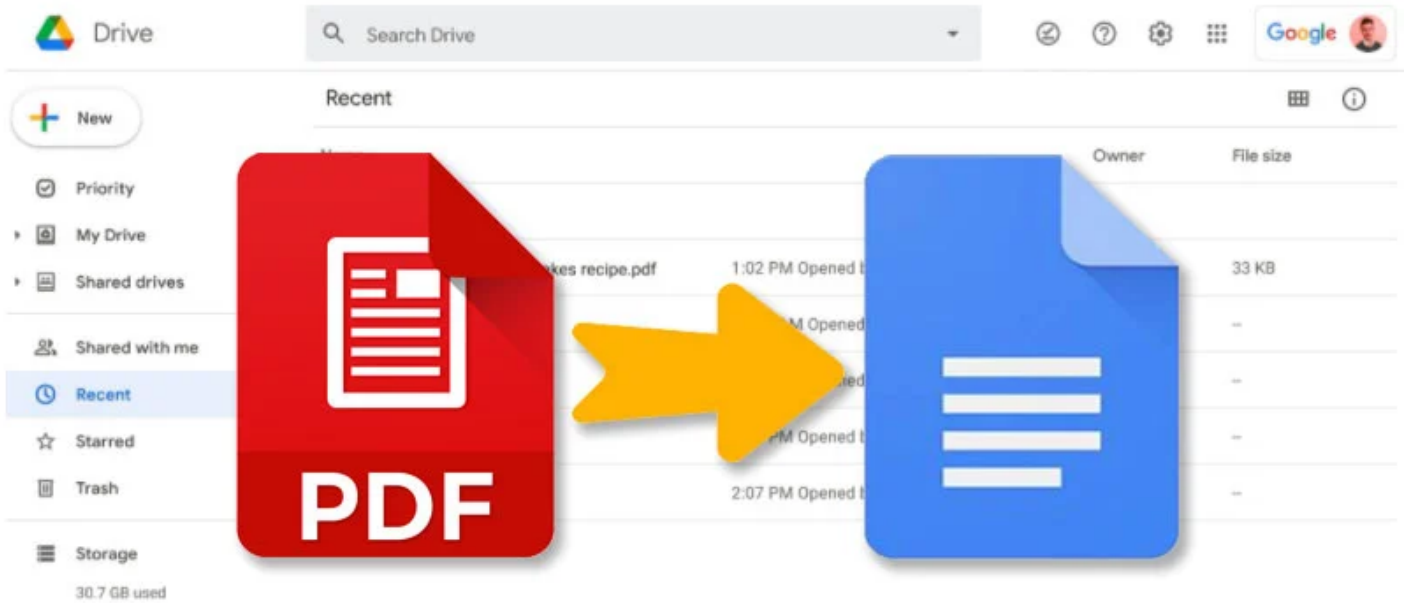 Drive
Search Drive
Google
New
Recent
Owner
File size
Priority
My Drive
recipe.pdf
1:02 PM Opened
33 KB
Shared drives
M Opened
–
Shared with me
Recent
–
Starred
PM Opened
–
Trash
2:07 PM Opened
–
PDF
Storage
30.7 GB used